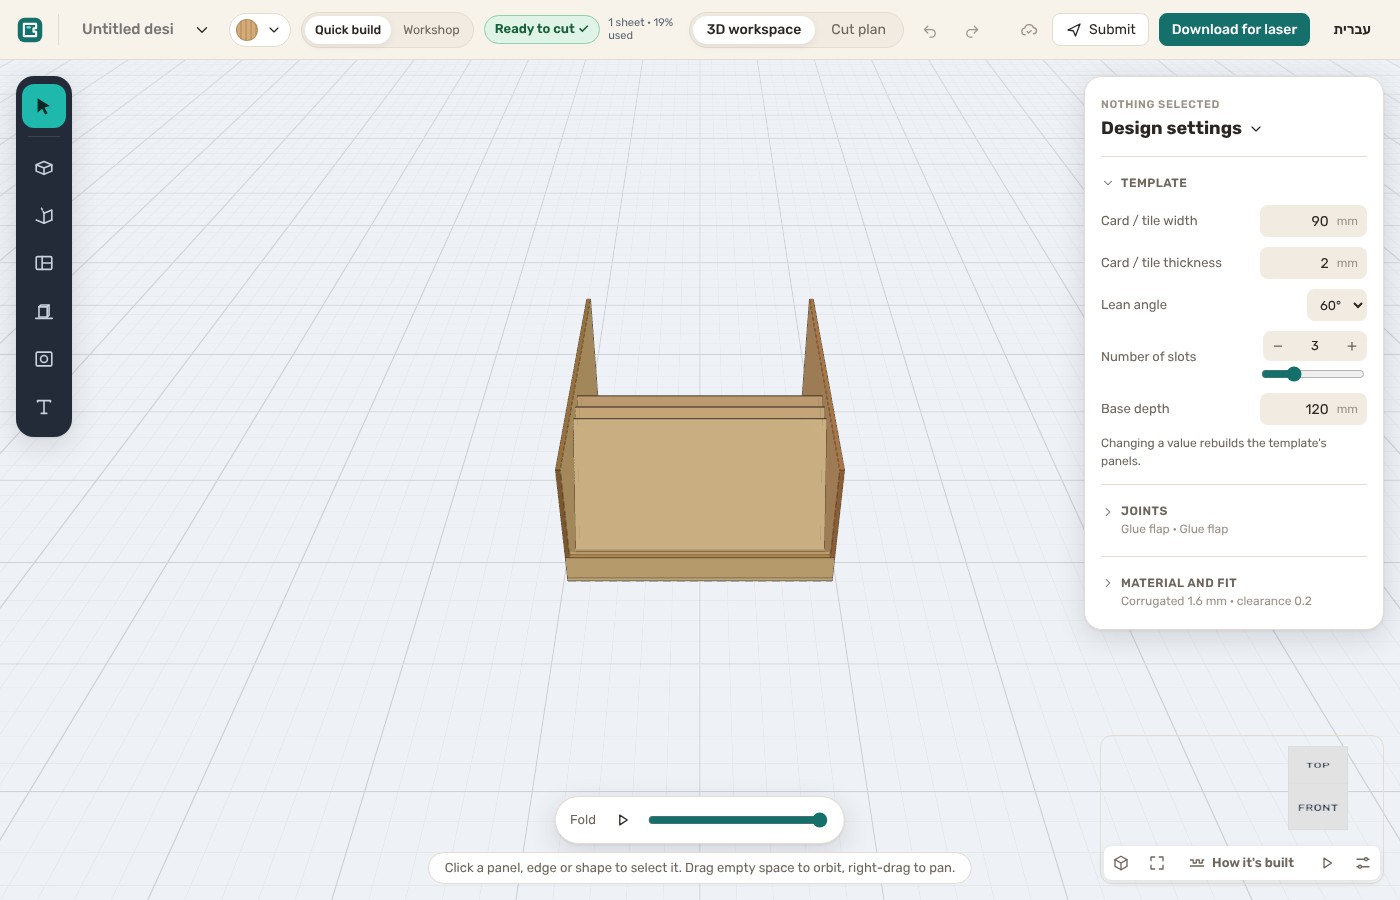 Untitled desi
Quick build
Workshop
Ready to cut
1 sheet • 19% used
3D workspace
Cut plan
Submit
Download for laser
עברית
NOTHING SELECTED
Design settings
TEMPLATE
Card / tile width
90 mm
Card / tile thickness
2 mm
Lean angle
60°
Number of slots
− 3 +
Base depth
120 mm
Changing a value rebuilds the template's
panels.
JOINTS
Glue flap • Glue flap
MATERIAL AND FIT
Corrugated 1.6 mm • clearance 0.2
TOP
FRONT
Fold
How it's built
Click a panel, edge or shape to select it. Drag empty space to orbit, right-drag to pan.